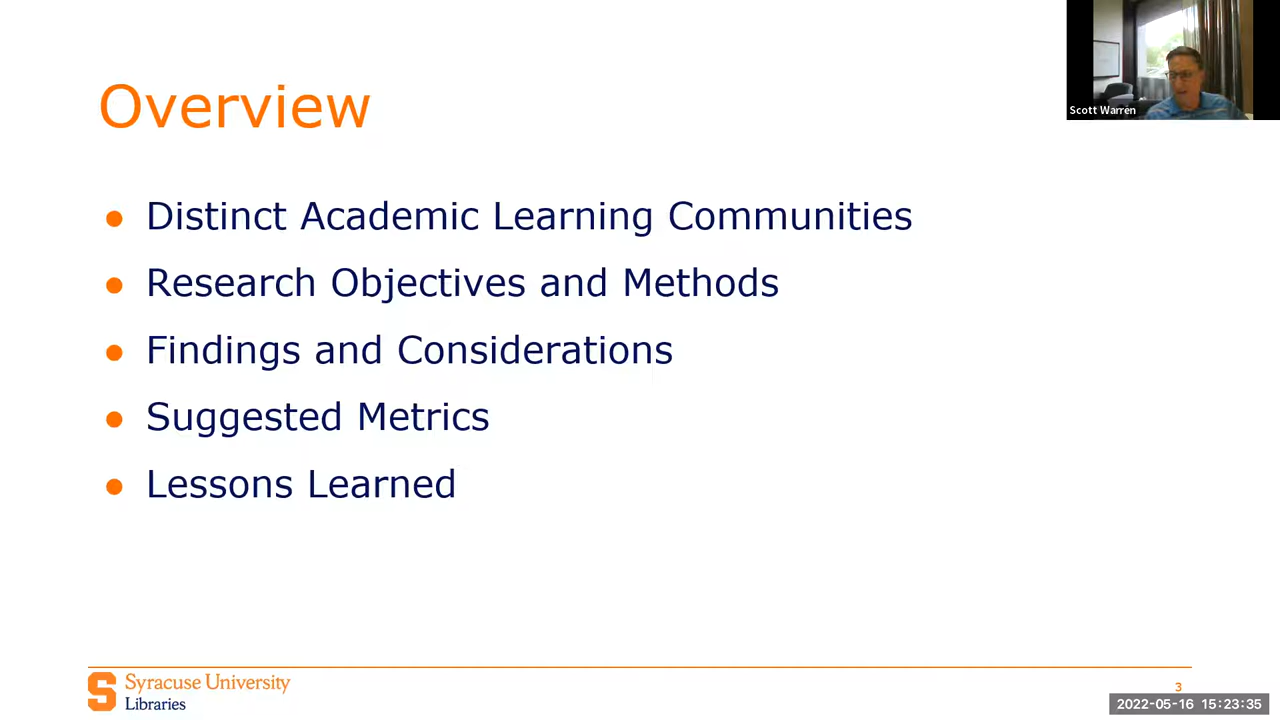 Overview
Scott Warren
● Distinct Academic Learning Communities
● Research Objectives and Methods
● Findings and Considerations
● Suggested Metrics
● Lessons Learned
S Syracuse University
Libraries
3
2022-05-16 15:23:35